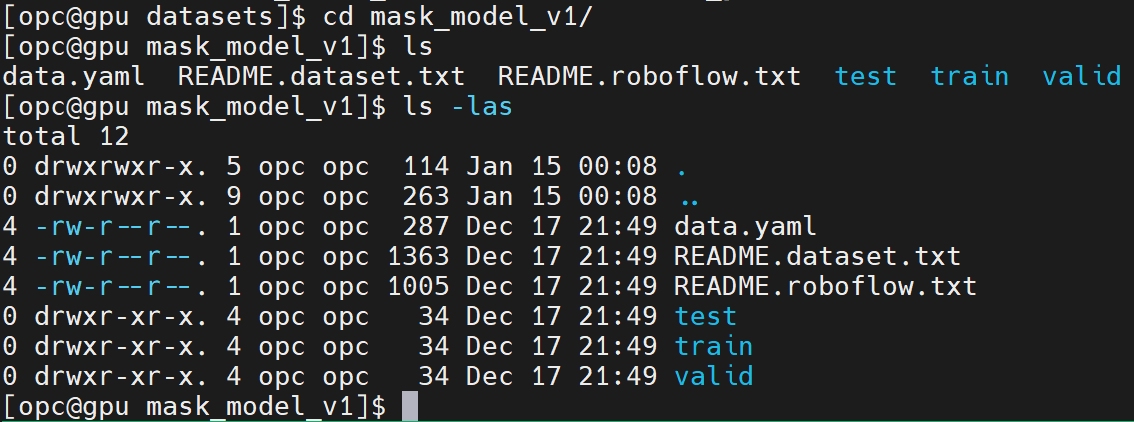 [opc@gpu datasets]$ cd mask_model_v1/
[opc@gpu mask_model_v1]$ ls
data.yaml  README.dataset.txt  README.roboflow.txt  test  train  valid
[opc@gpu mask_model_v1]$ ls -las
total 12
0 drwxrwxr-x. 5 opc opc  114 Jan 15 00:08 .
0 drwxrwxr-x. 9 opc opc  263 Jan 15 00:08 ..
4 -rw-r--r--. 1 opc opc  287 Dec 17 21:49 data.yaml
4 -rw-r--r--. 1 opc opc 1363 Dec 17 21:49 README.dataset.txt
4 -rw-r--r--. 1 opc opc 1005 Dec 17 21:49 README.roboflow.txt
0 drwxr-xr-x. 4 opc opc   34 Dec 17 21:49 test
0 drwxr-xr-x. 4 opc opc   34 Dec 17 21:49 train
0 drwxr-xr-x. 4 opc opc   34 Dec 17 21:49 valid
[opc@gpu mask_model_v1]$